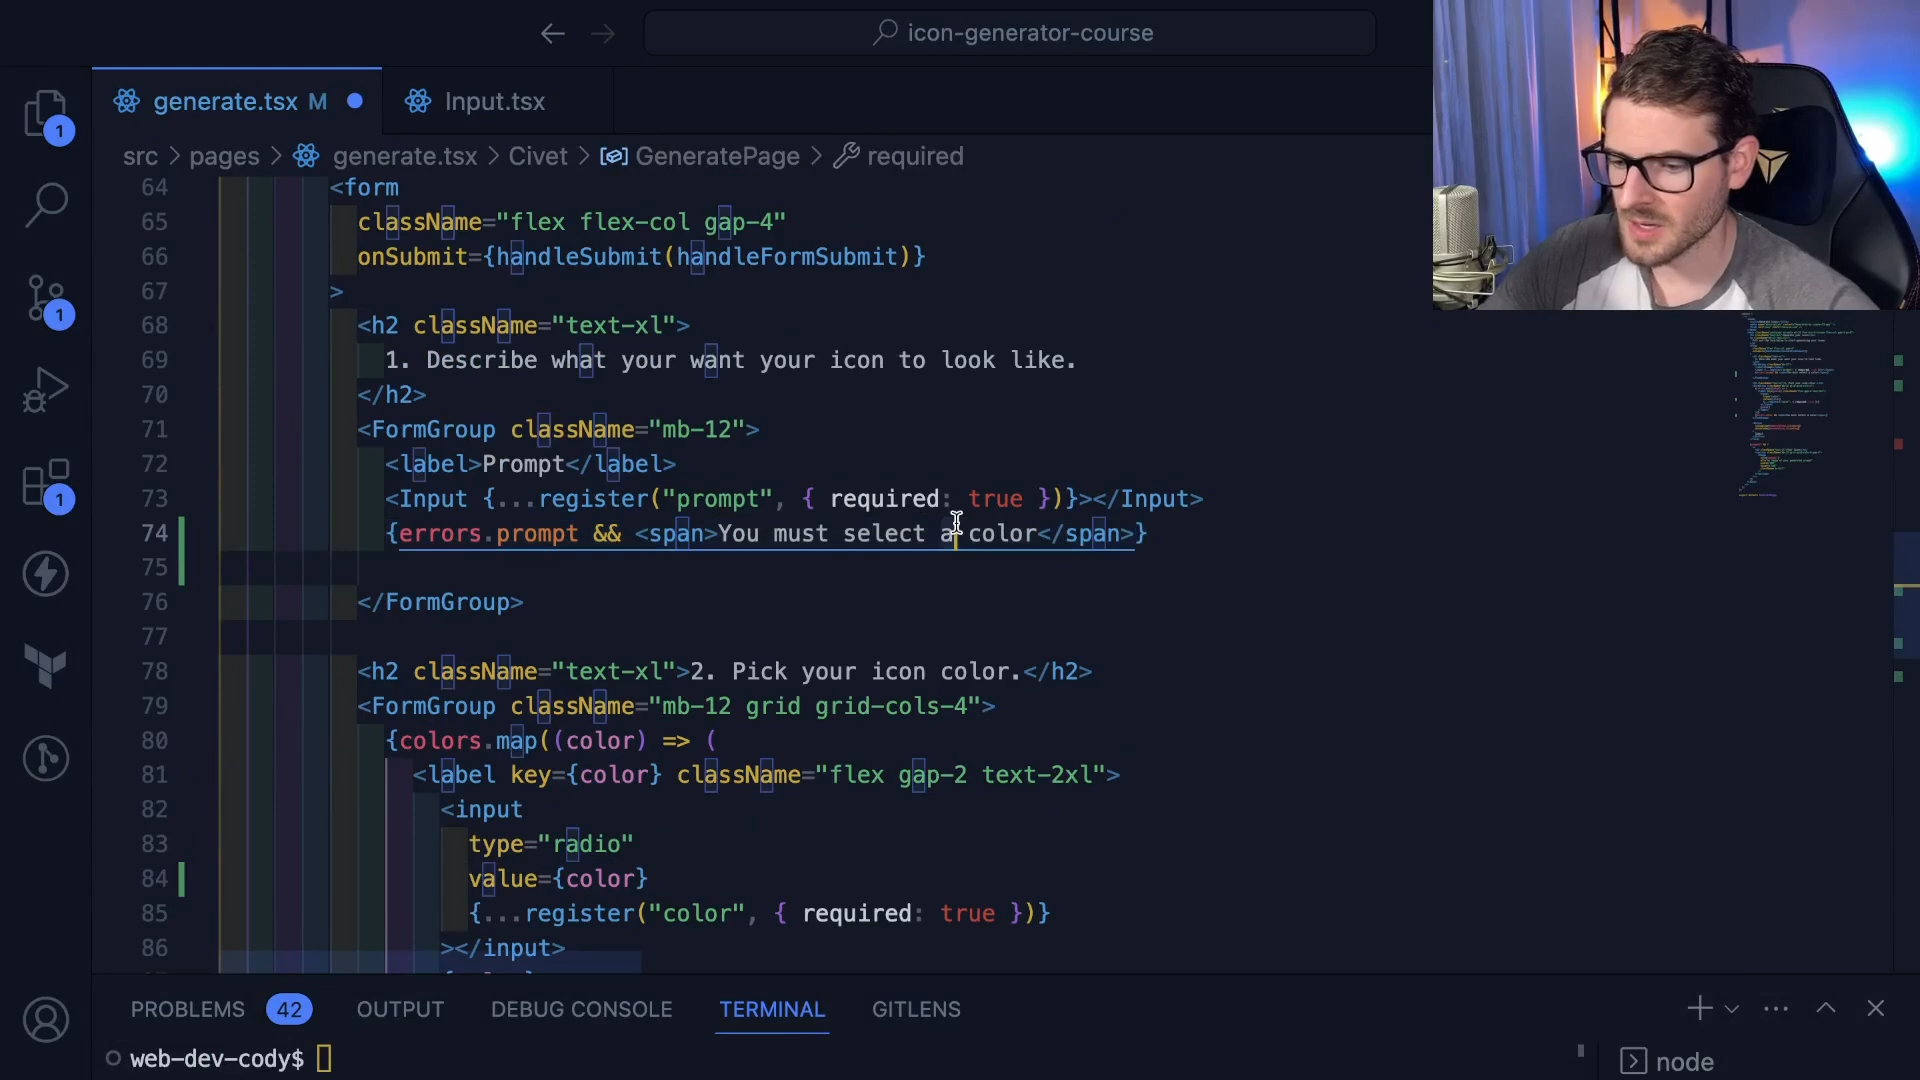 icon-generator-course
generate.tsx M
Input.tsx
src > pages > generate.tsx > Civet > GeneratePage > required
64 <form
65 className="flex flex-col gap-4"
66 onSubmit={handleSubmit(handleFormSubmit)}
67 >
68 <h2 className="text-xl">
69 1. Describe what your want your icon to look like.
70 </h2>
71 <FormGroup className="mb-12">
72 <label>Prompt</label>
73 <Input {...register("prompt", { required: true })}></Input>
74 {errors.prompt && <span>You must select a color</span>}
75
76 </FormGroup>
77
78 <h2 className="text-xl">2. Pick your icon color.</h2>
79 <FormGroup className="mb-12 grid grid-cols-4">
80 {colors.map((color) => (
81 <label key={color} className="flex gap-2 text-2xl">
82 <input
83 type="radio"
84 value={color}
85 {...register("color", { required: true })}
86 ></input>
1
1
1
PROBLEMS 42 OUTPUT DEBUG CONSOLE TERMINAL GITLENS
web-dev-cody$
node